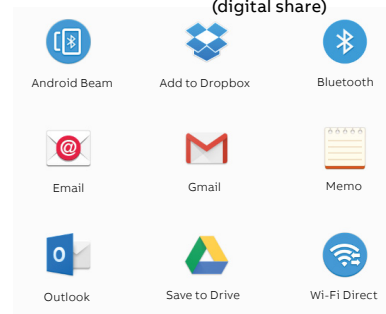 (digital share)
Android Beam
Add to Dropbox
Bluetooth
@
Email
Gmail
Memo
O
Outlook
Save to Drive
Wi-Fi Direct